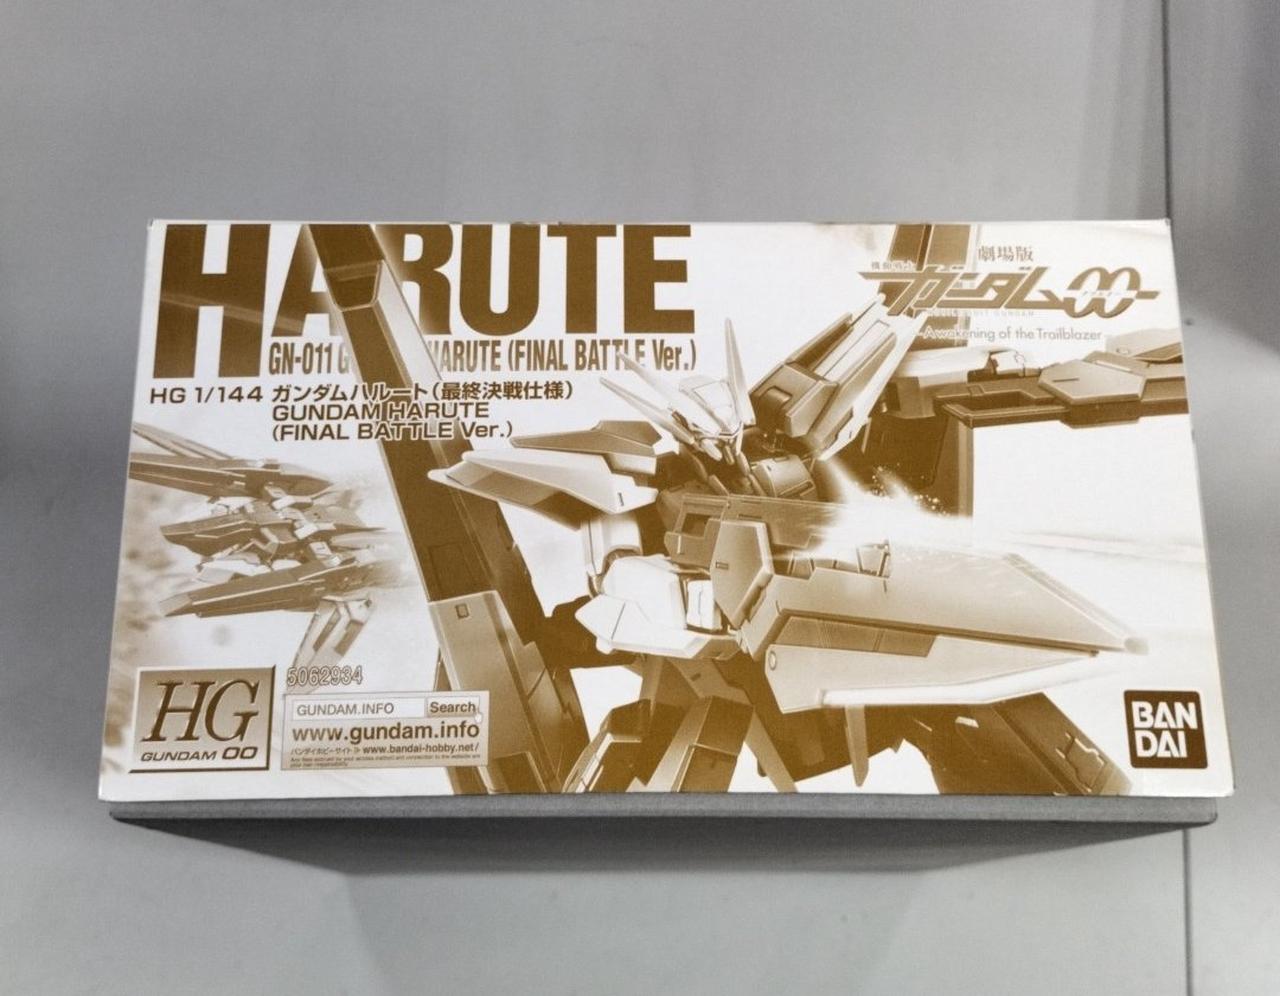 HARUTE
GN-011 G HARUTE (FINAL BATTLE Ver.)
HG 1/144 ガンダムハルート(最終決戦仕様)
GUNDAM HARUTE
(FINAL BATTLE Ver.)
劇場版
機動戦士
ガンダム00
MOBILE SUIT GUNDAM
-Awakening of the Trailblazer-
HG
GUNDAM 00
5062934
GUNDAM.INFO Search
www.gundam.info
バンダイホビーサイト ≫ www.bandai-hobby.net/
BAN
DAI